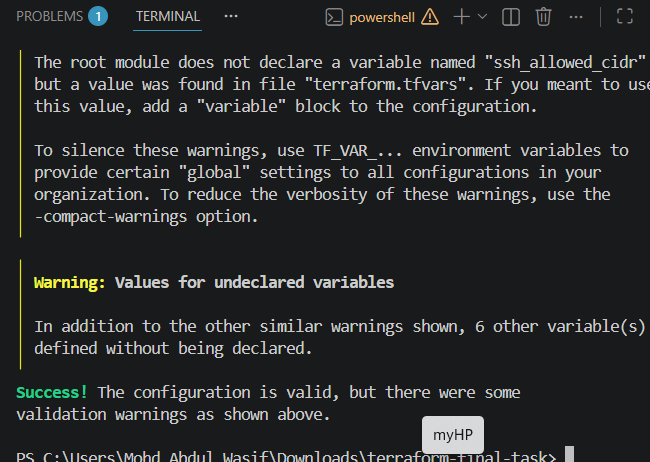 PROBLEMS 1 TERMINAL ... powershell ...
The root module does not declare a variable named "ssh_allowed_cidr"
but a value was found in file "terraform.tfvars". If you meant to use
this value, add a "variable" block to the configuration.
To silence these warnings, use TF_VAR_... environment variables to
provide certain "global" settings to all configurations in your
organization. To reduce the verbosity of these warnings, use the
-compact-warnings option.
Warning: Values for undeclared variables
In addition to the other similar warnings shown, 6 other variable(s)
defined without being declared.
Success! The configuration is valid, but there were some
validation warnings as shown above.
myHP
PS C:\Users\Mohd Abdul Wasif\Downloads\terraform-final-task>